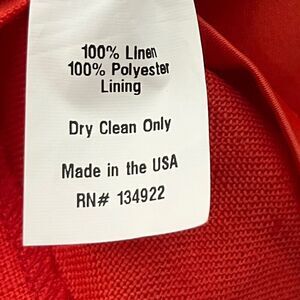 100% Linen
100% Polyester
Lining
Dry Clean Only
Made in the USA
RN# 134922